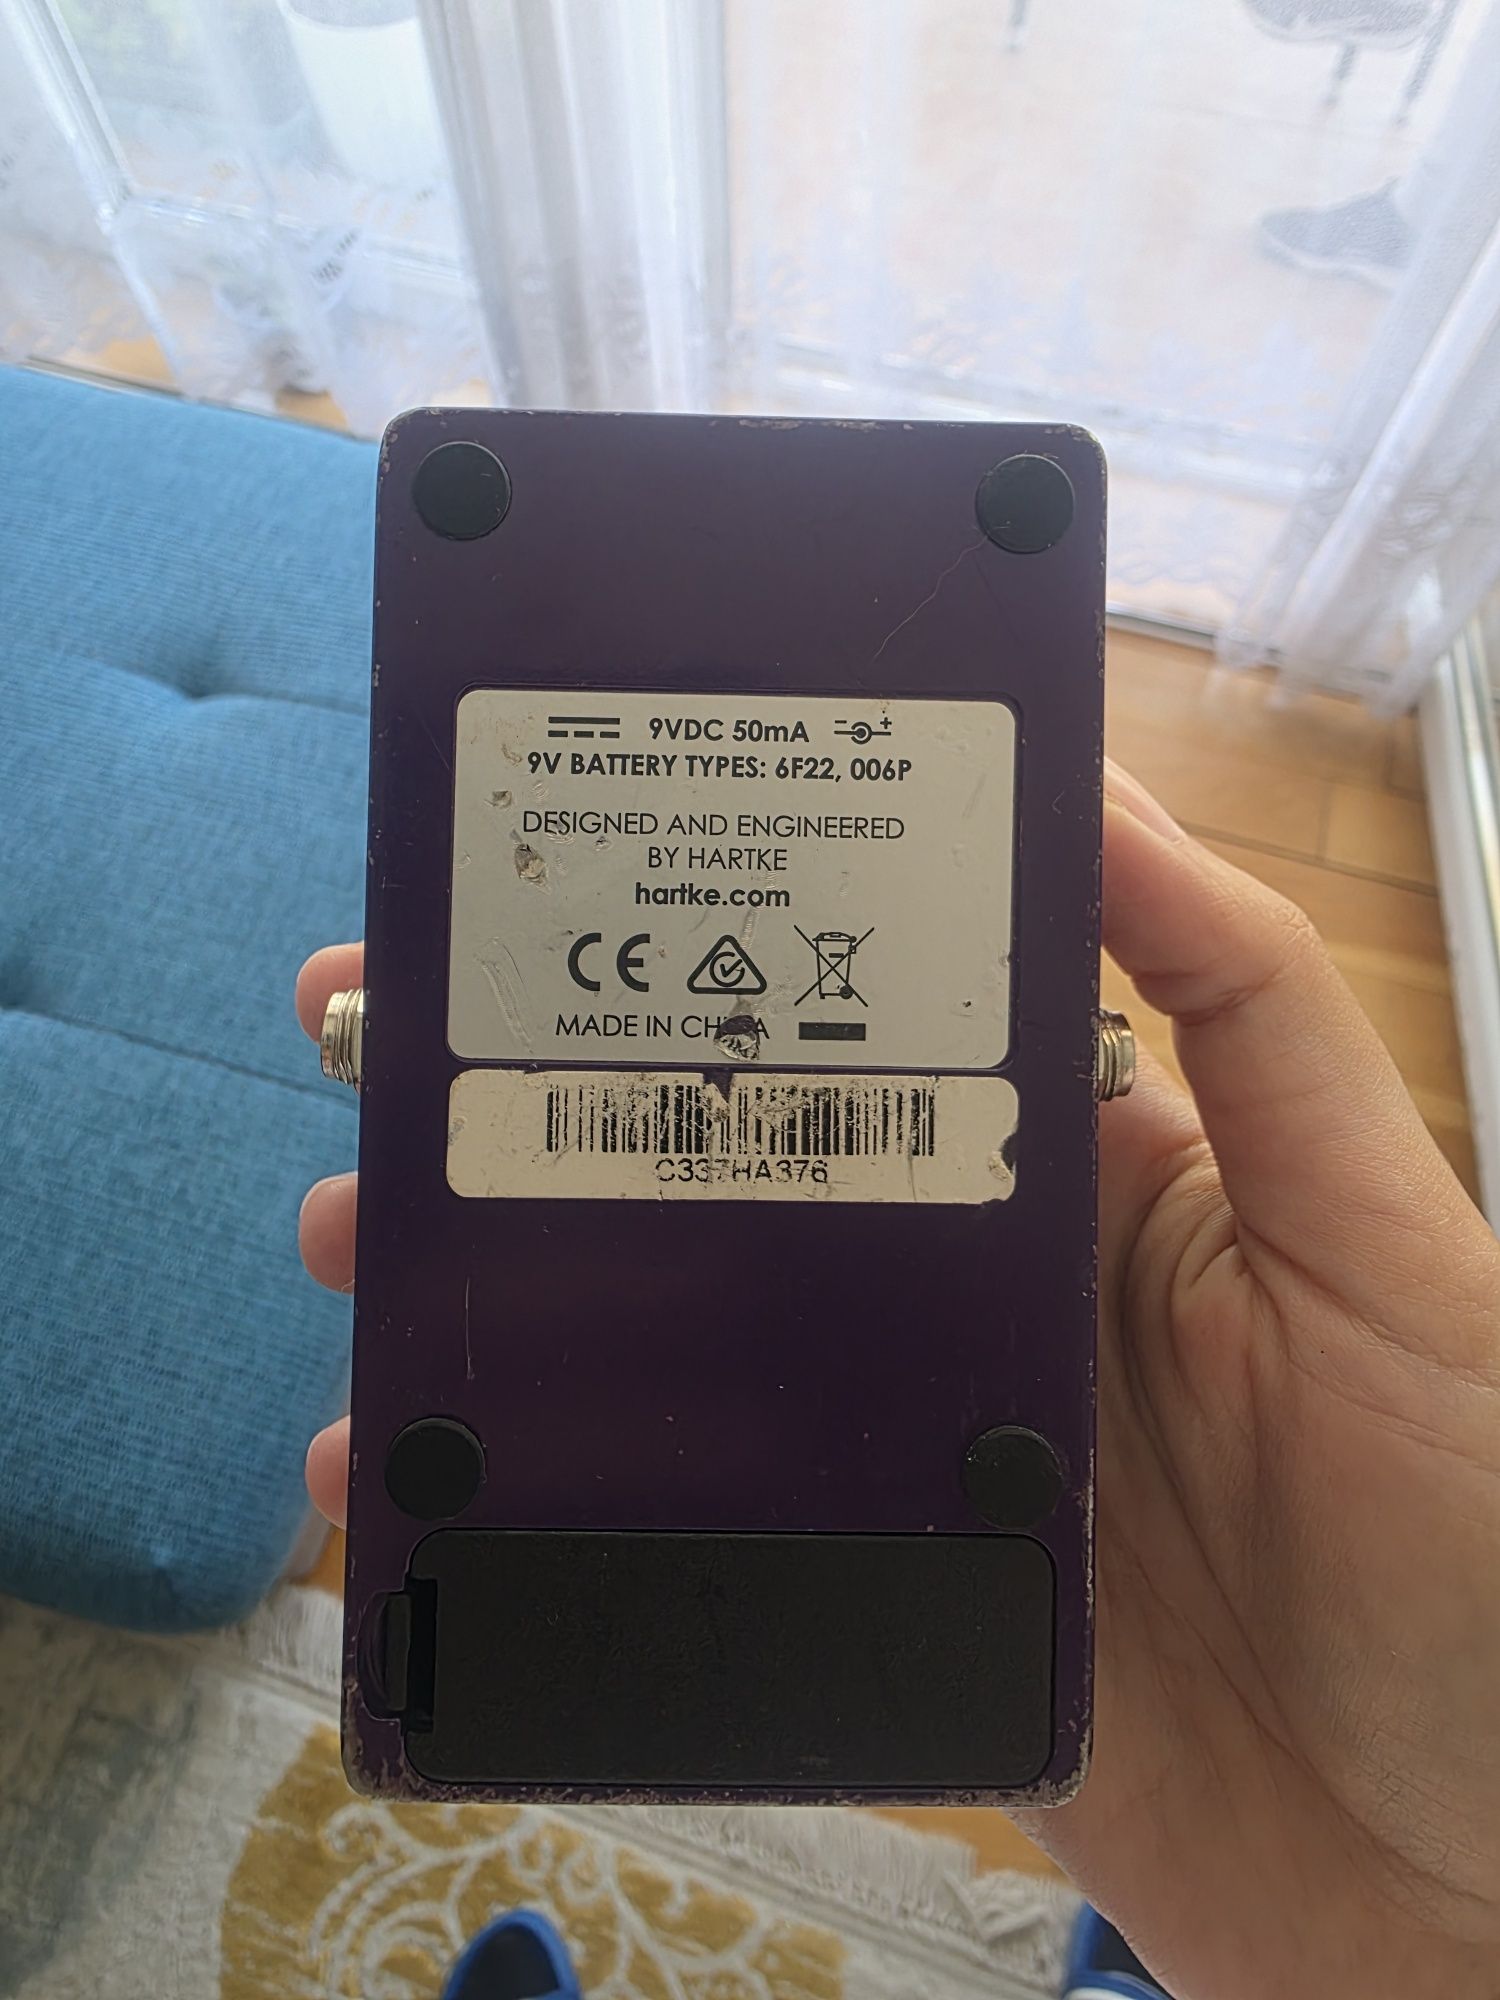 9VDC 50mA
9V BATTERY TYPES: 6F22, 006P
DESIGNED AND ENGINEERED
BY HARTKE
hartke.com
CE
MADE IN CHINA
C337HA376